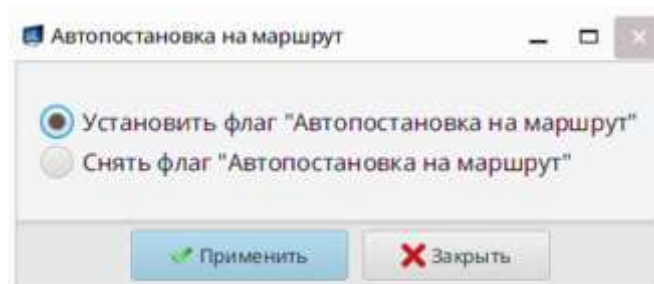 Автопостановка на маршрут
Установить флаг "Автопостановка на маршрут"
Снять флаг "Автопостановка на маршрут"
Применить
Закрыть